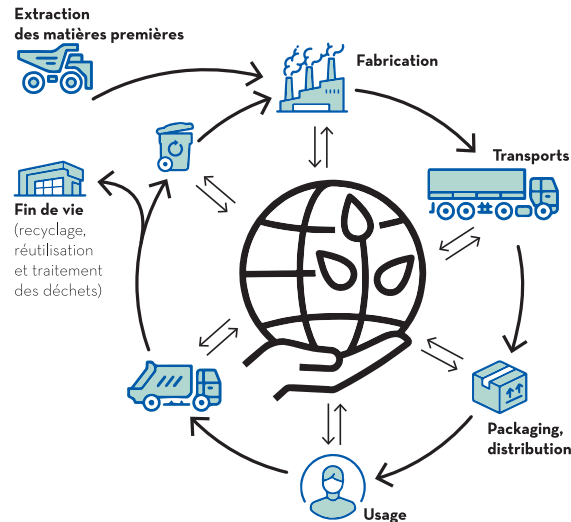 Extraction
des matières premières
Fabrication
Transports
Fin de vie
(recyclage,
réutilisation
et traitement
des déchets)
Packaging,
distribution
Usage